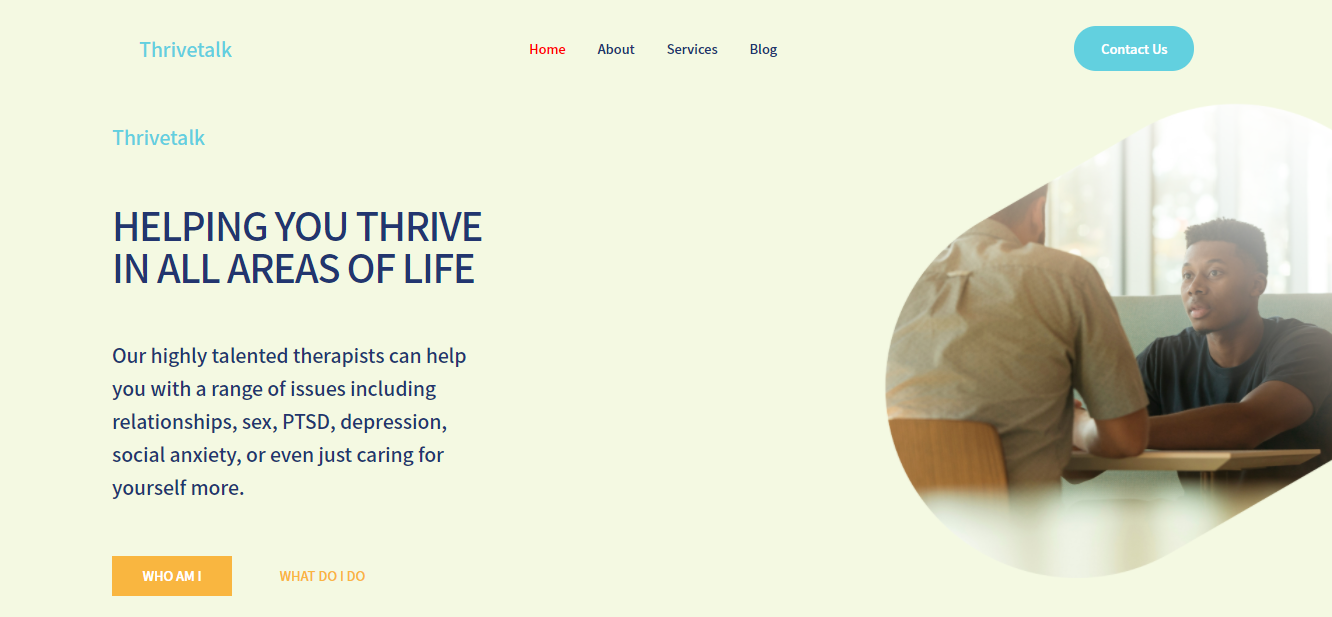 Thrivetalk
Home About Services Blog
Contact Us
Thrivetalk
HELPING YOU THRIVE
IN ALL AREAS OF LIFE
Our highly talented therapists can help
you with a range of issues including
relationships, sex, PTSD, depression,
social anxiety, or even just caring for
yourself more.
WHO AM I
WHAT DO I DO